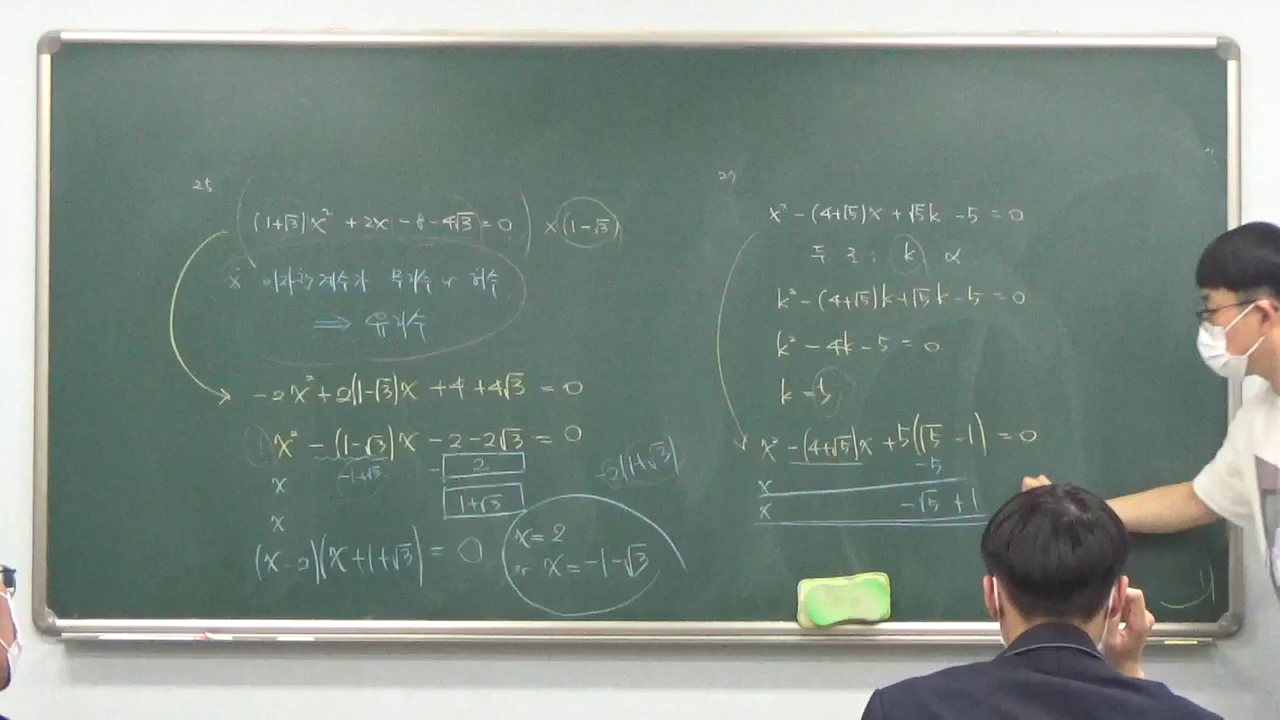 25
(1+√3)x² + 2x - 8 - 4√3 = 0 ) x (1-√3)
※ 이차항 계수가 무리수 or 허수
⟹ 유리수
-2x² + 2(1-√3)x + 4 + 4√3 = 0
x² - (1-√3)x - 2 - 2√3 = 0
-1+√3
-2(1+√3)
x
- 2
x
1+√3
(x-2)(x+1+√3) = 0
x = 2
or x = -1-√3
27
x² - (4+√5)x + √5k - 5 = 0
두 근 : k α
k² - (4+√5)k + √5k - 5 = 0
k² - 4k - 5 = 0
k = 5
x² - (4+√5)x + 5(√5 - 1) = 0
x -5
x -√5 + 1
y